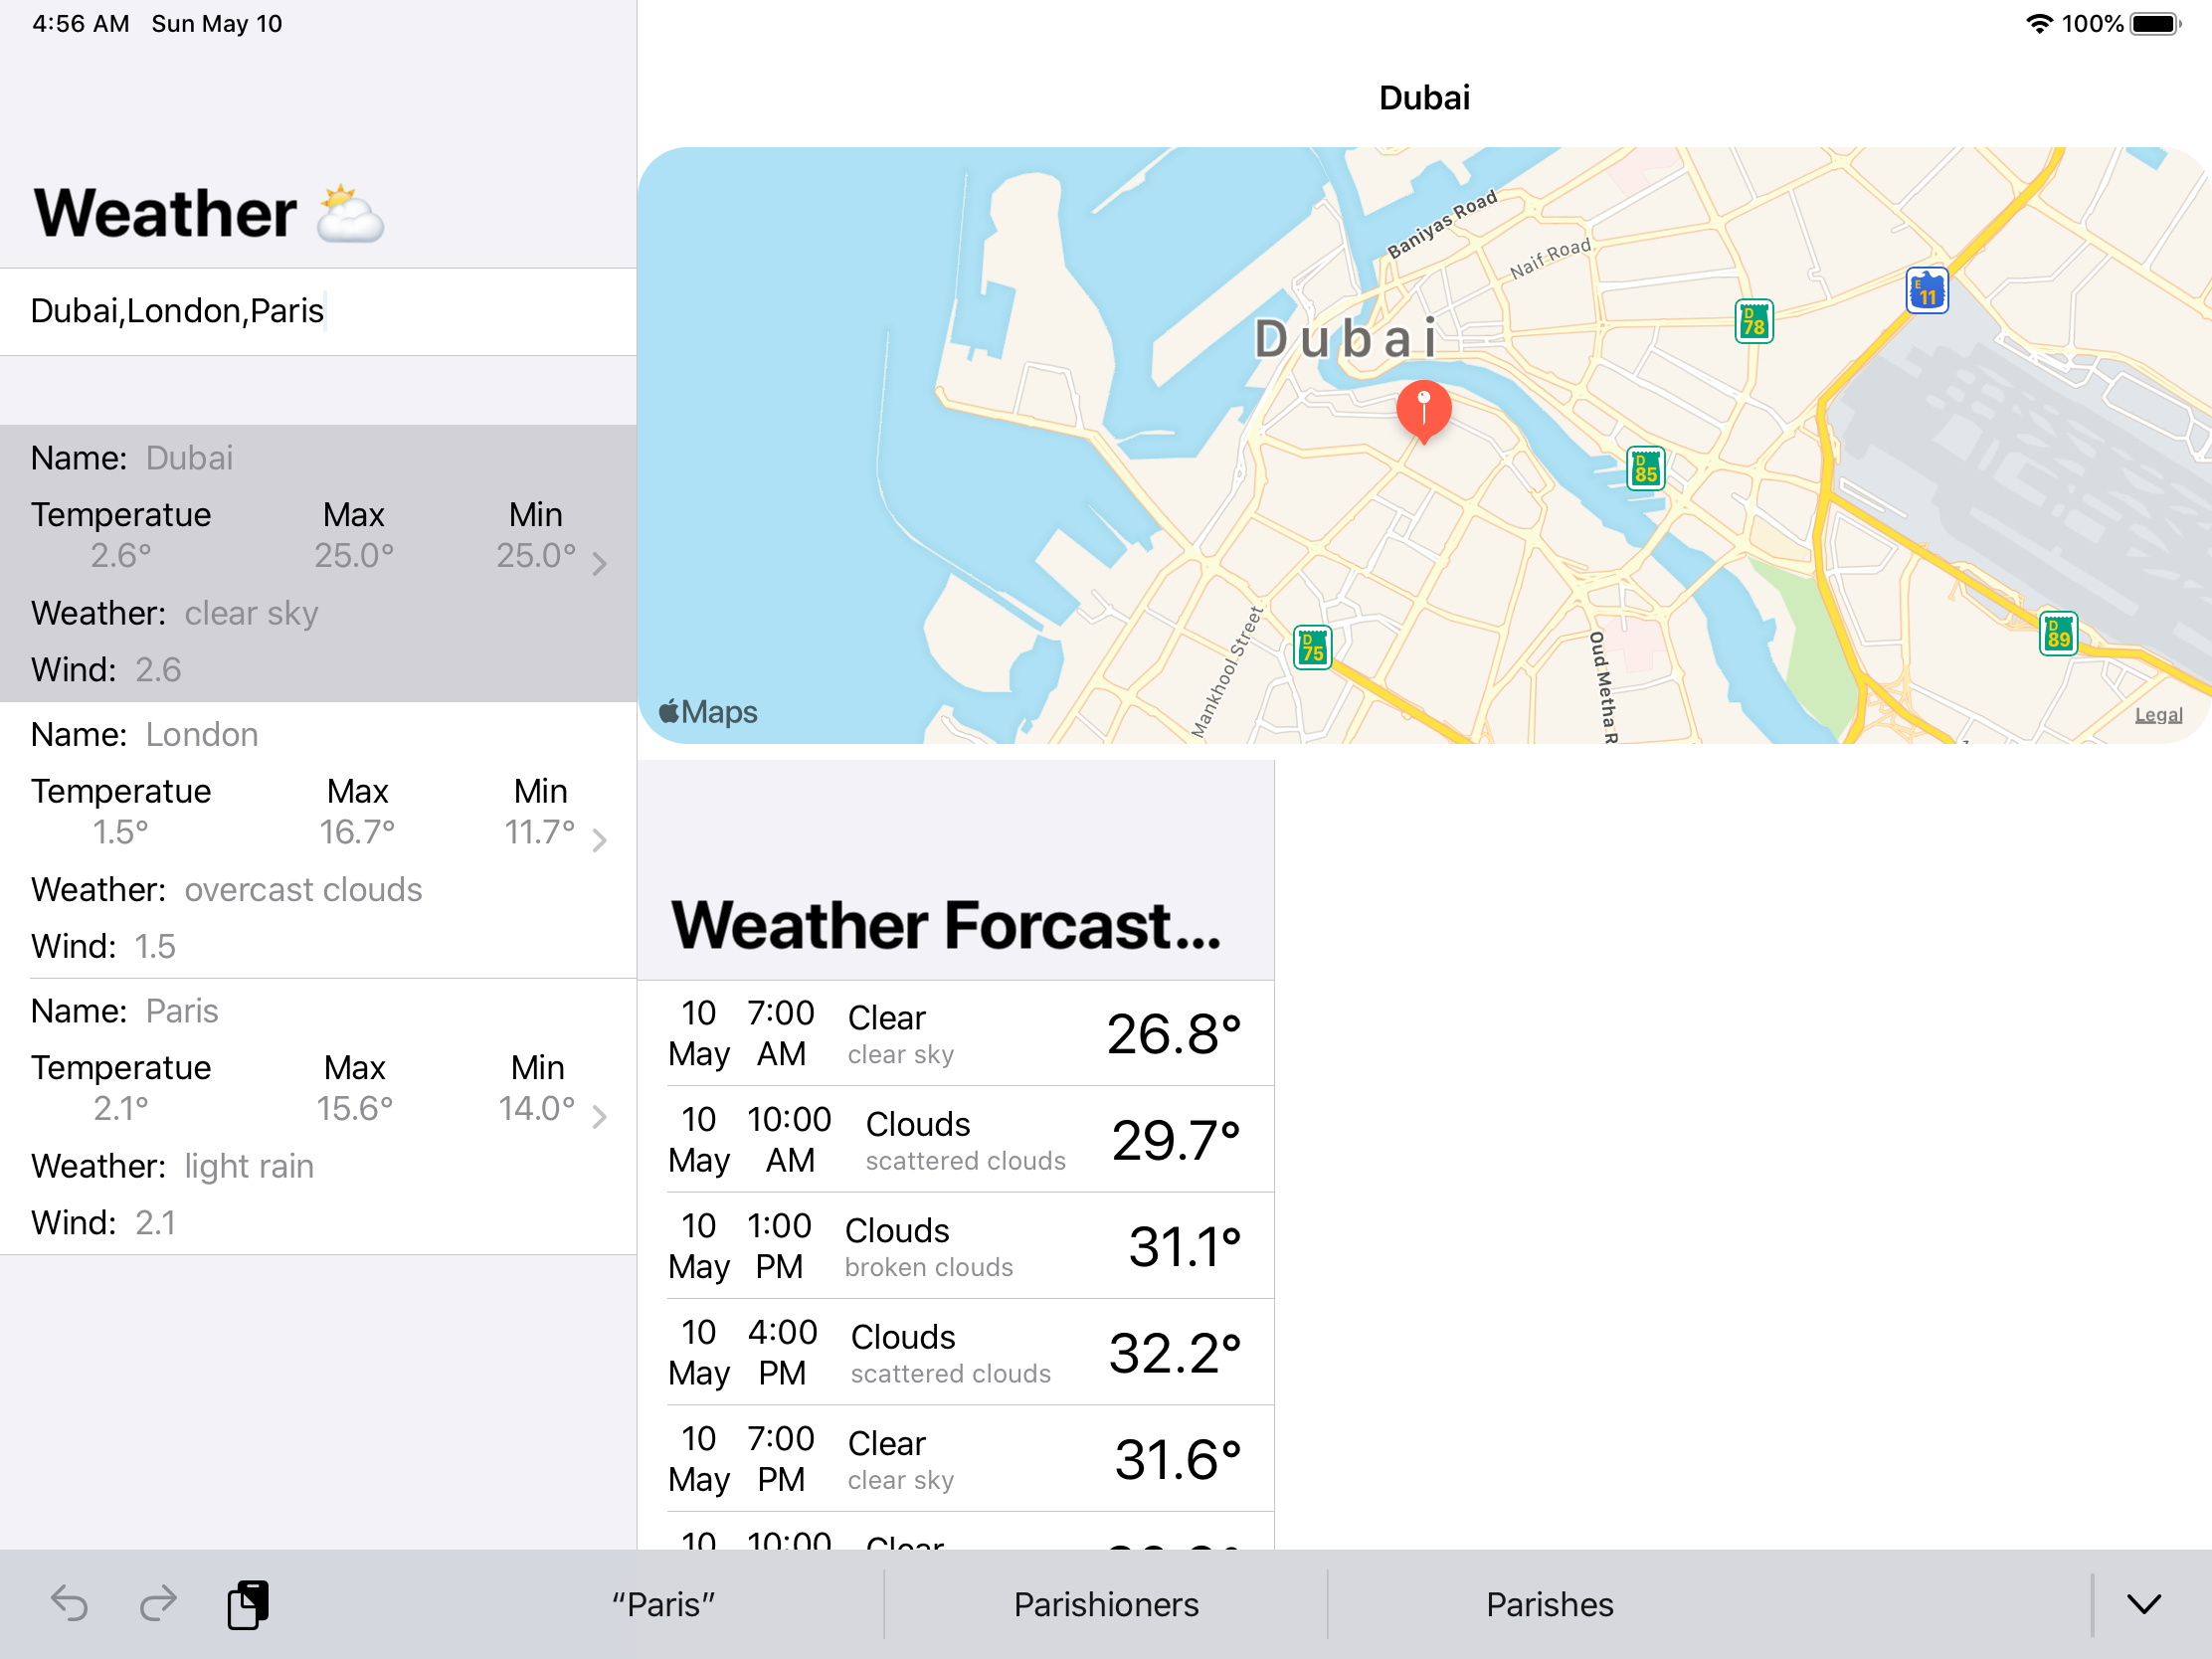 4:56 AM Sun May 10
100%
Weather
Dubai,London,Paris
Name: Dubai
Temperatue Max Min
2.6° 25.0° 25.0°
Weather: clear sky
Wind: 2.6
Name: London
Temperatue Max Min
1.5° 16.7° 11.7°
Weather: overcast clouds
Wind: 1.5
Name: Paris
Temperatue Max Min
2.1° 15.6° 14.0°
Weather: light rain
Wind: 2.1
Dubai
Baniyas Road
Naif Road
E 11
D 78
Dubai
D 85
D 75
D 89
Mankhool Street
Oud Metha R
Maps
Legal
Weather Forcast...
10 May 7:00 AM Clear 26.8°
clear sky
10 May 10:00 AM Clouds 29.7°
scattered clouds
10 May 1:00 PM Clouds 31.1°
broken clouds
10 May 4:00 PM Clouds 32.2°
scattered clouds
10 May 7:00 PM Clear 31.6°
clear sky
10 10:00 Clear
“Paris” Parishioners Parishes